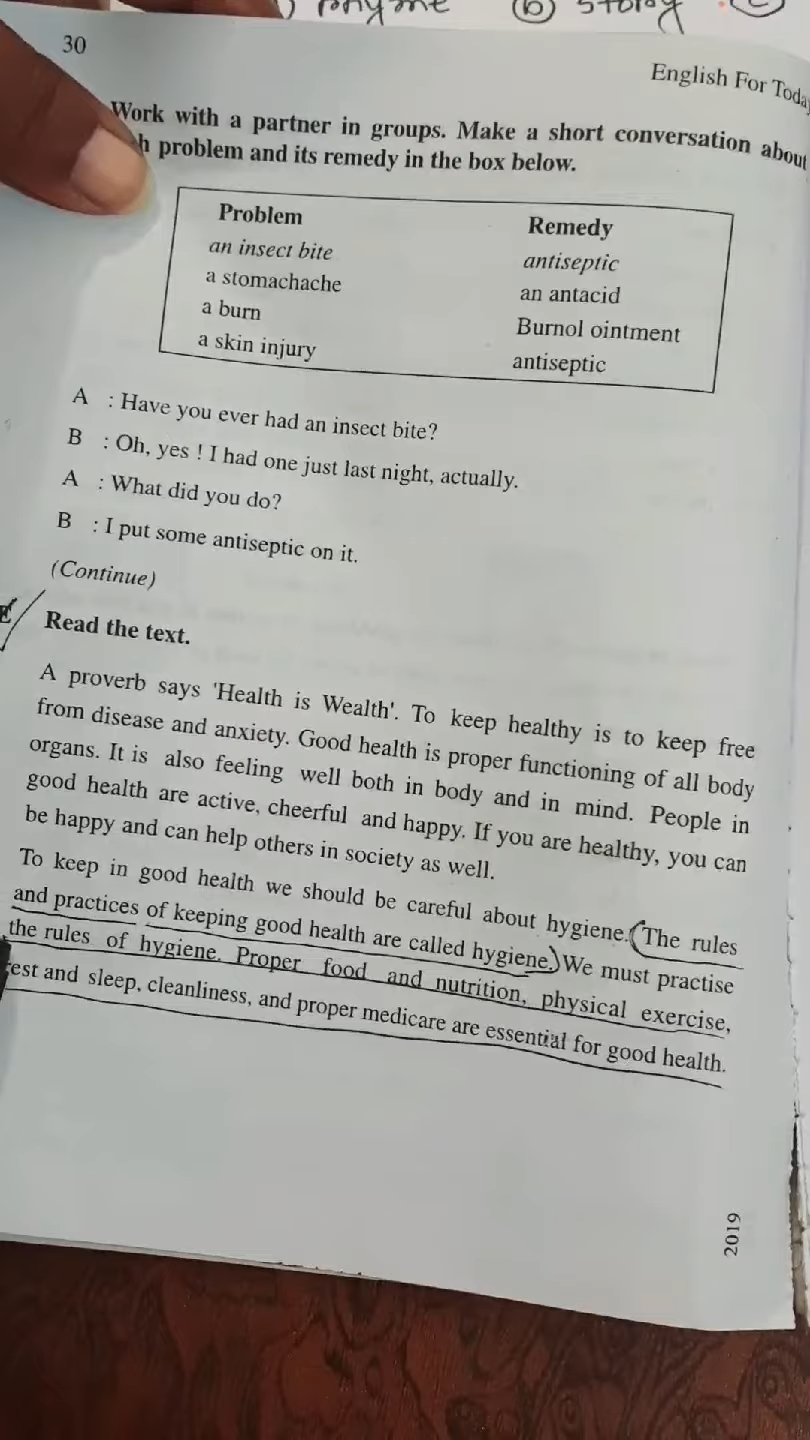 ⓑ story
30
English For Today
Work with a partner in groups. Make a short conversation about
h problem and its remedy in the box below.
Problem Remedy
an insect bite antiseptic
a stomachache an antacid
a burn Burnol ointment
a skin injury antiseptic
A : Have you ever had an insect bite?
B : Oh, yes ! I had one just last night, actually.
A : What did you do?
B : I put some antiseptic on it.
(Continue)
E Read the text.
A proverb says 'Health is Wealth'. To keep healthy is to keep free
from disease and anxiety. Good health is proper functioning of all body
organs. It is also feeling well both in body and in mind. People in
good health are active, cheerful and happy. If you are healthy, you can
be happy and can help others in society as well.
To keep in good health we should be careful about hygiene. (The rules
and practices of keeping good health are called hygiene.) We must practise
the rules of hygiene. Proper food and nutrition, physical exercise,
rest and sleep, cleanliness, and proper medicare are essential for good health.
2019